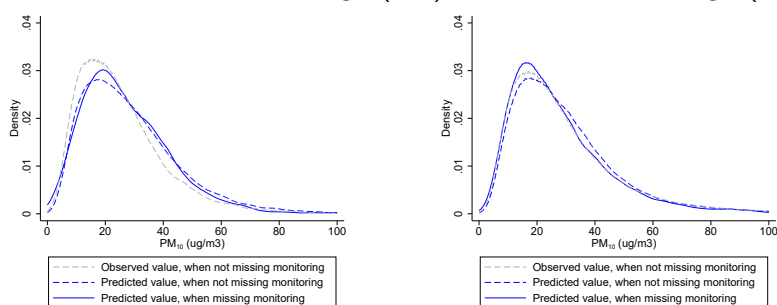 .04
.03
.02
.01
0
Density
0 20 40 60 80 100
PM10 (ug/m3)
Observed value, when not missing monitoring
Predicted value, when not missing monitoring
Predicted value, when missing monitoring
.04
.03
.02
.01
0
Density
0 20 40 60 80 100
PM10 (ug/m3)
Observed value, when not missing monitoring
Predicted value, when not missing monitoring
Predicted value, when missing monitoring